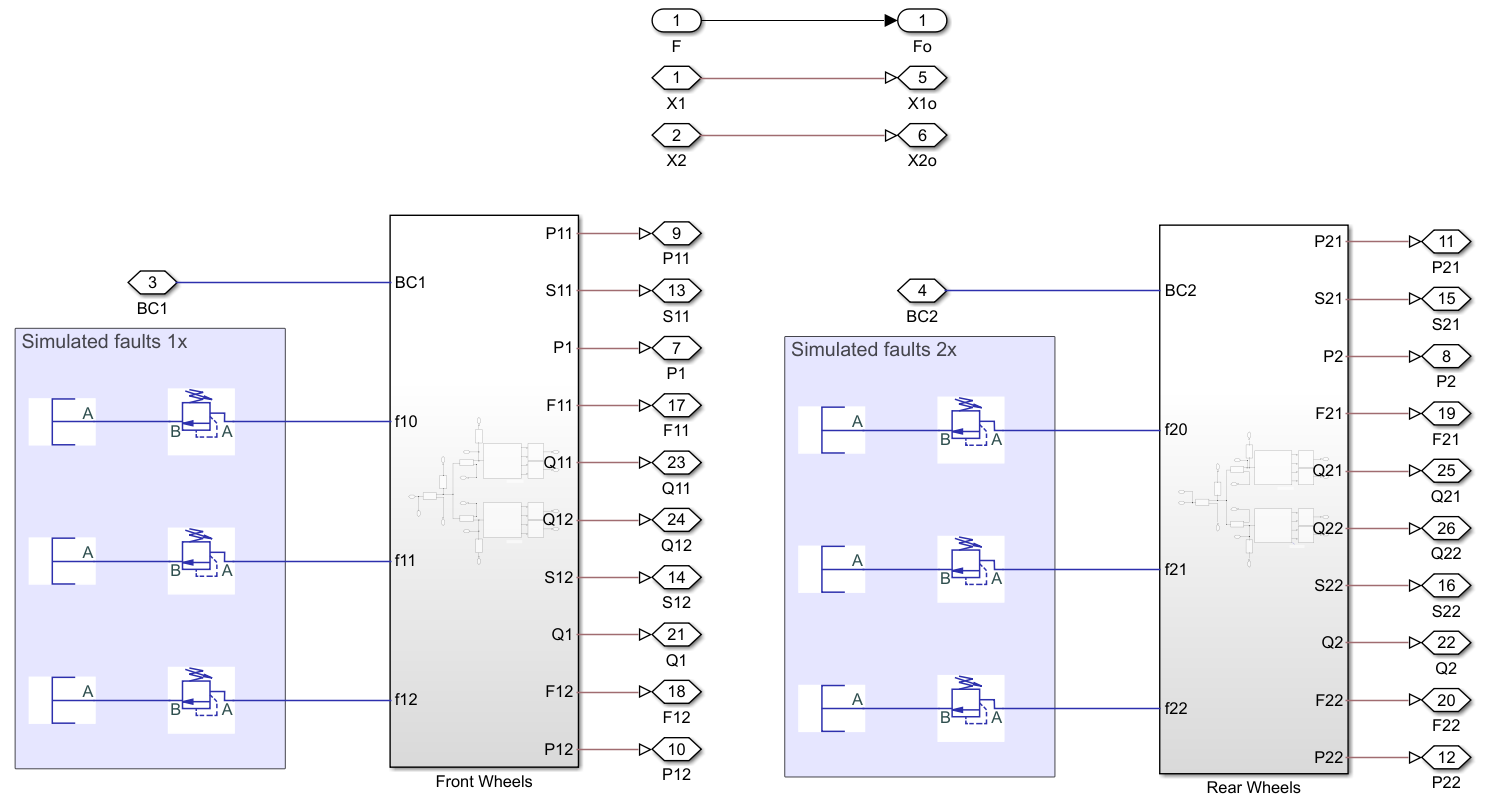 1
F
1
Fo
1
X1
5
X1o
2
X2
6
X2o
3
BC1
Simulated faults 1x
A
B
A
A
B
A
A
B
A
BC1
f10
f11
f12
P11
S11
P1
F11
Q11
Q12
S12
Q1
F12
P12
Front Wheels
9
P11
13
S11
7
P1
17
F11
23
Q11
24
Q12
14
S12
21
Q1
18
F12
10
P12
4
BC2
Simulated faults 2x
A
B
A
A
B
A
A
B
A
BC2
f20
f21
f22
P21
S21
P2
F21
Q21
Q22
S22
Q2
F22
P22
Rear Wheels
11
P21
15
S21
8
P2
19
F21
25
Q21
26
Q22
16
S22
22
Q2
20
F22
12
P22